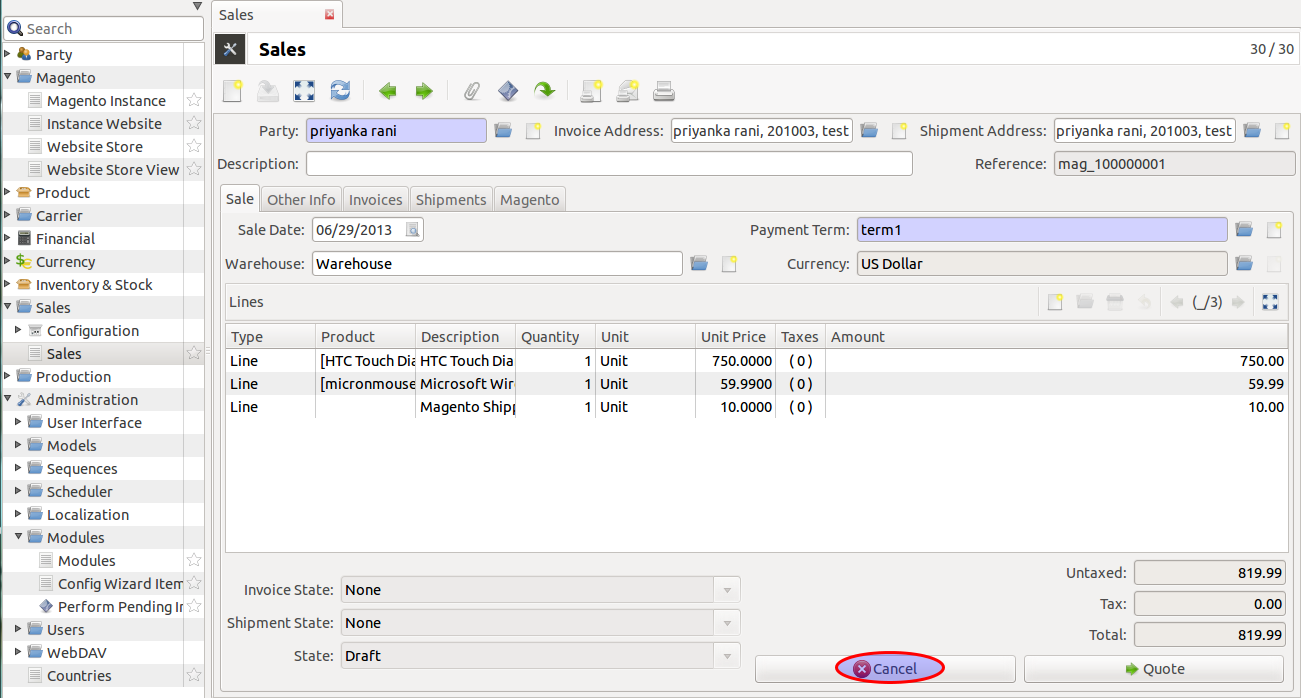 Sales
Search
Party
Magento
Magento Instance
Instance Website
Website Store
Website Store View
Product
Carrier
Financial
Currency
Inventory & Stock
Sales
Configuration
Sales
Production
Administration
User Interface
Models
Sequences
Scheduler
Localization
Modules
Modules
Config Wizard Item
Perform Pending
Users
WebDAV
Countries
Sales 30 / 30
Party: priyanka rani Invoice Address: priyanka rani, 201003, test Shipment Address: priyanka rani, 201003, test
Description: Reference: mag_100000001
Sale Other Info Invoices Shipments Magento
Sale Date: 06/29/2013 Payment Term: term1
Warehouse: Warehouse Currency: US Dollar
Lines (_/3)
Type Product Description Quantity Unit Unit Price Taxes Amount
Line [HTC Touch Dia HTC Touch Dia 1 Unit 750.0000 ( 0 ) 750.00
Line [micronmouse Microsoft Wir 1 Unit 59.9900 ( 0 ) 59.99
Line Magento Shipp 1 Unit 10.0000 ( 0 ) 10.00
Untaxed: 819.99
Invoice State: None
Tax: 0.00
Shipment State: None
Total: 819.99
State: Draft
Cancel Quote